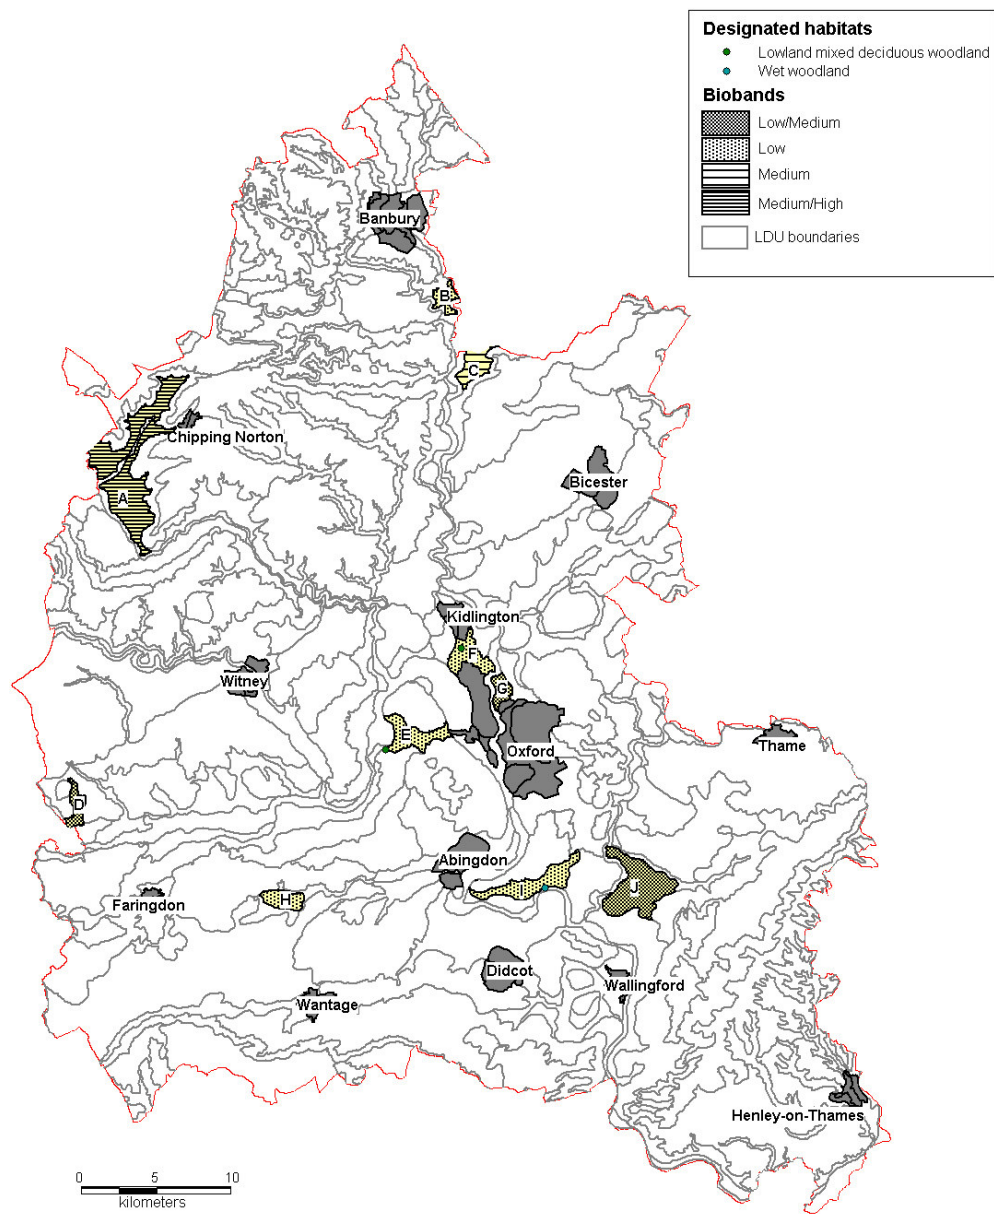 Designated habitats
Lowland mixed deciduous woodland
Wet woodland
Biobands
Low/Medium
Low
Medium
Medium/High
LDU boundaries
Banbury
B
C
Chipping Norton
Bicester
A
Kidlington
F
Witney
G
E
Oxford
Thame
D
Abingdon
J
I
H
Faringdon
Didcot
Wallingford
Wantage
Henley-on-Thames
0 5 10
kilometers